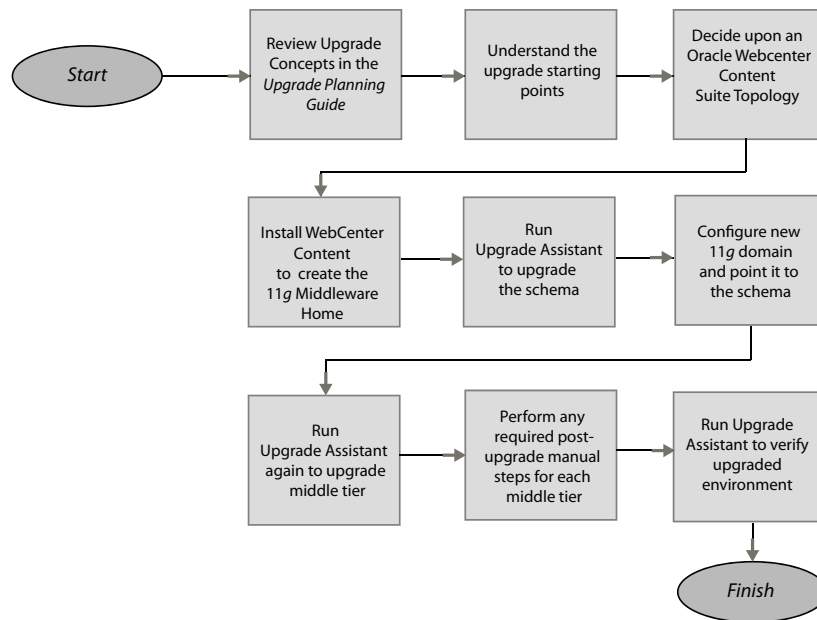 Start
Review Upgrade
Concepts in the
Upgrade Planning
Guide
Understand the
upgrade starting
points
Decide upon an
Oracle Webcenter
Content
Suite Topology
Install WebCenter
Content
to create the
11g Middleware
Home
Run
Upgrade Assistant
to upgrade
the schema
Configure new
11g domain
and point it to
the schema
Run
Upgrade Assistant
again to upgrade
middle tier
Perform any
required post-
upgrade manual
steps for each
middle tier
Run Upgrade
Assistant to verify
upgraded
environment
Finish